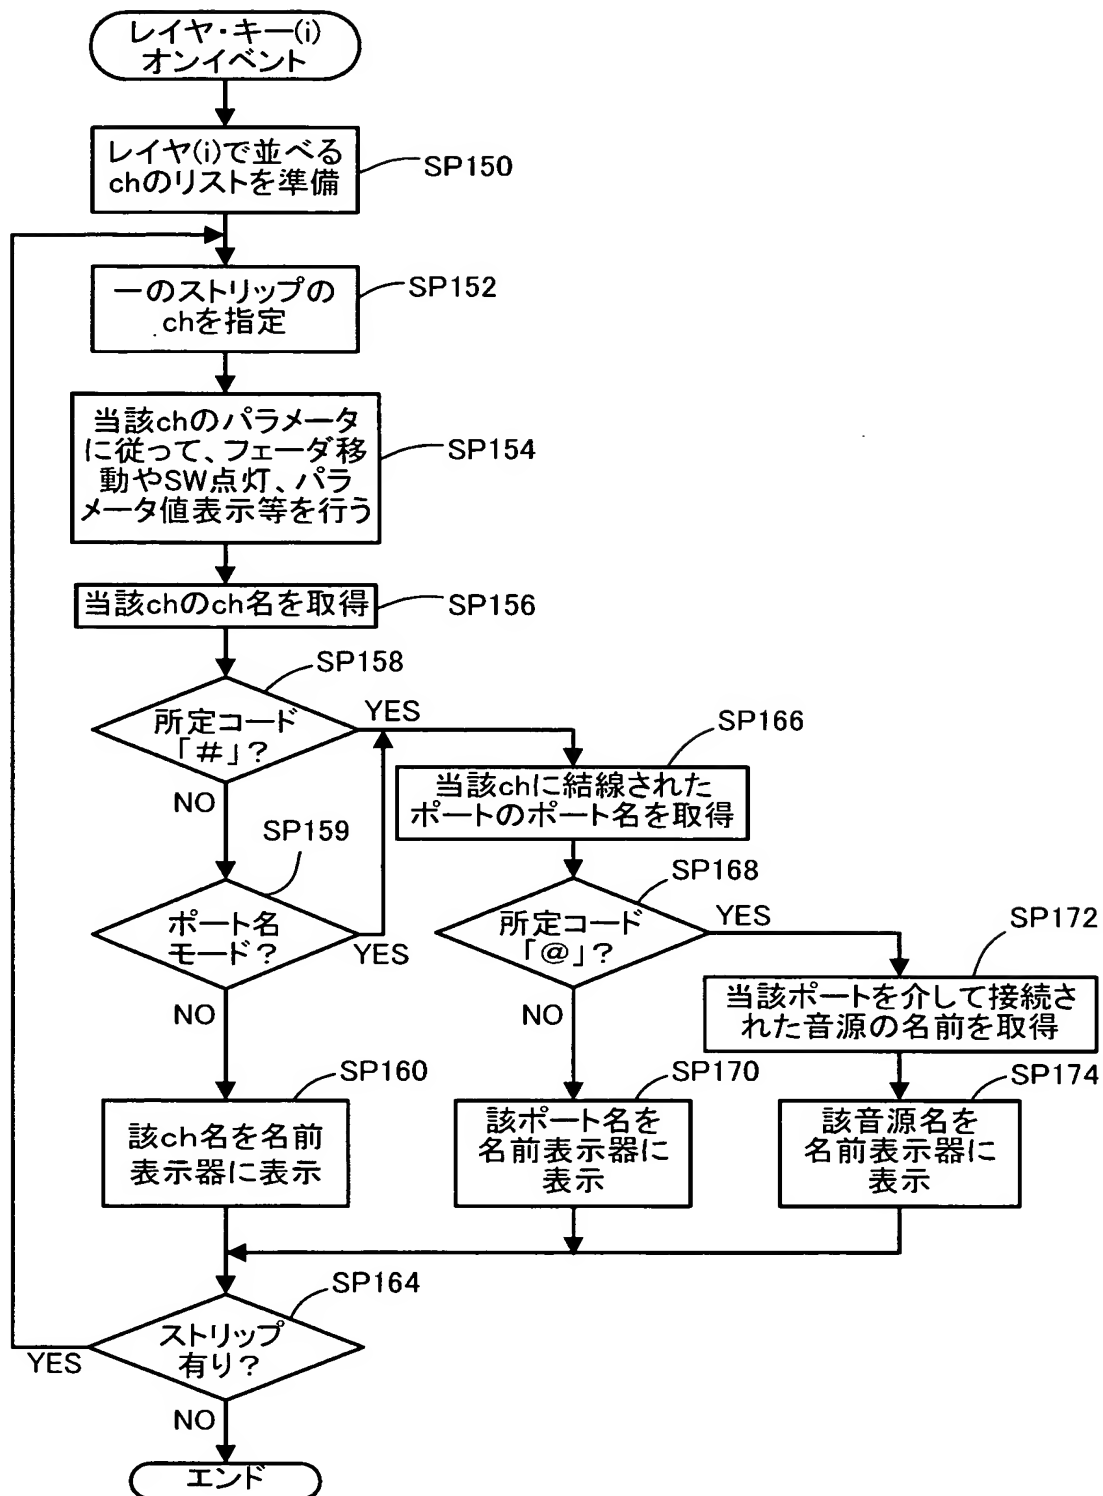 レイヤ・キー(i)
オンイベント
レイヤ(i)で並べる
chのリストを準備
SP150
一のストリップの
chを指定
SP152
当該chのパラメータ
に従って、フェーダ移
動やSW点灯、パラ
メータ値表示等を行う
SP154
当該chのch名を取得
SP156
SP158
所定コード
「#」?
YES
NO
SP166
当該chに結線された
ポートのポート名を取得
SP159
ポート名
モード?
YES
NO
SP168
所定コード
「@」?
YES
NO
SP172
当該ポートを介して接続さ
れた音源の名前を取得
SP160
該ch名を名前
表示器に表示
SP170
該ポート名を
名前表示器に
表示
SP174
該音源名を
名前表示器に
表示
SP164
ストリップ
有り?
YES
NO
エンド